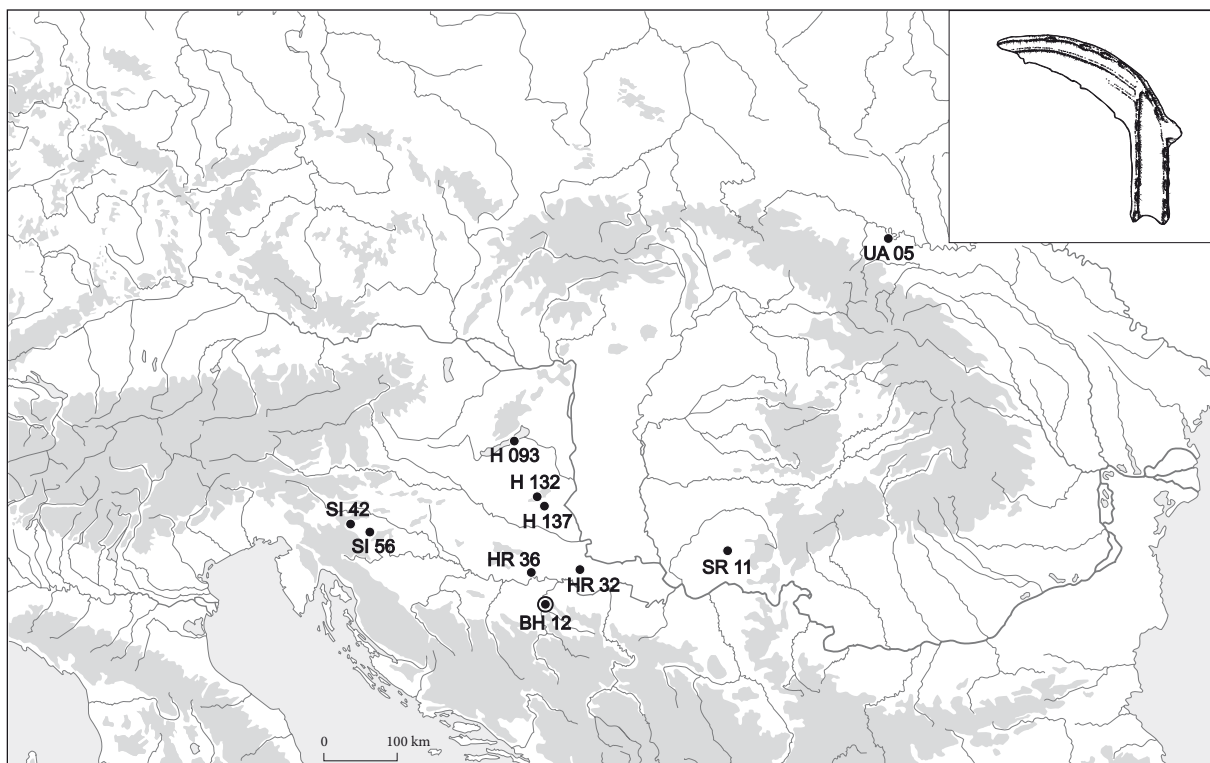 UA 05
H 093
H 132
H 137
SI 42
SI 56
HR 36
HR 32
SR 11
BH 12
0 100 km